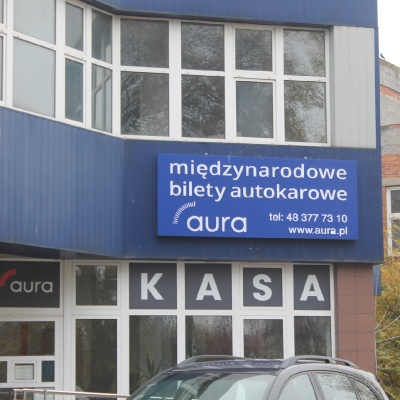 międzynarodowe
bilety autokarowe
aura
tel: 48 377 73 10
www.aura.pl
aura
KASA